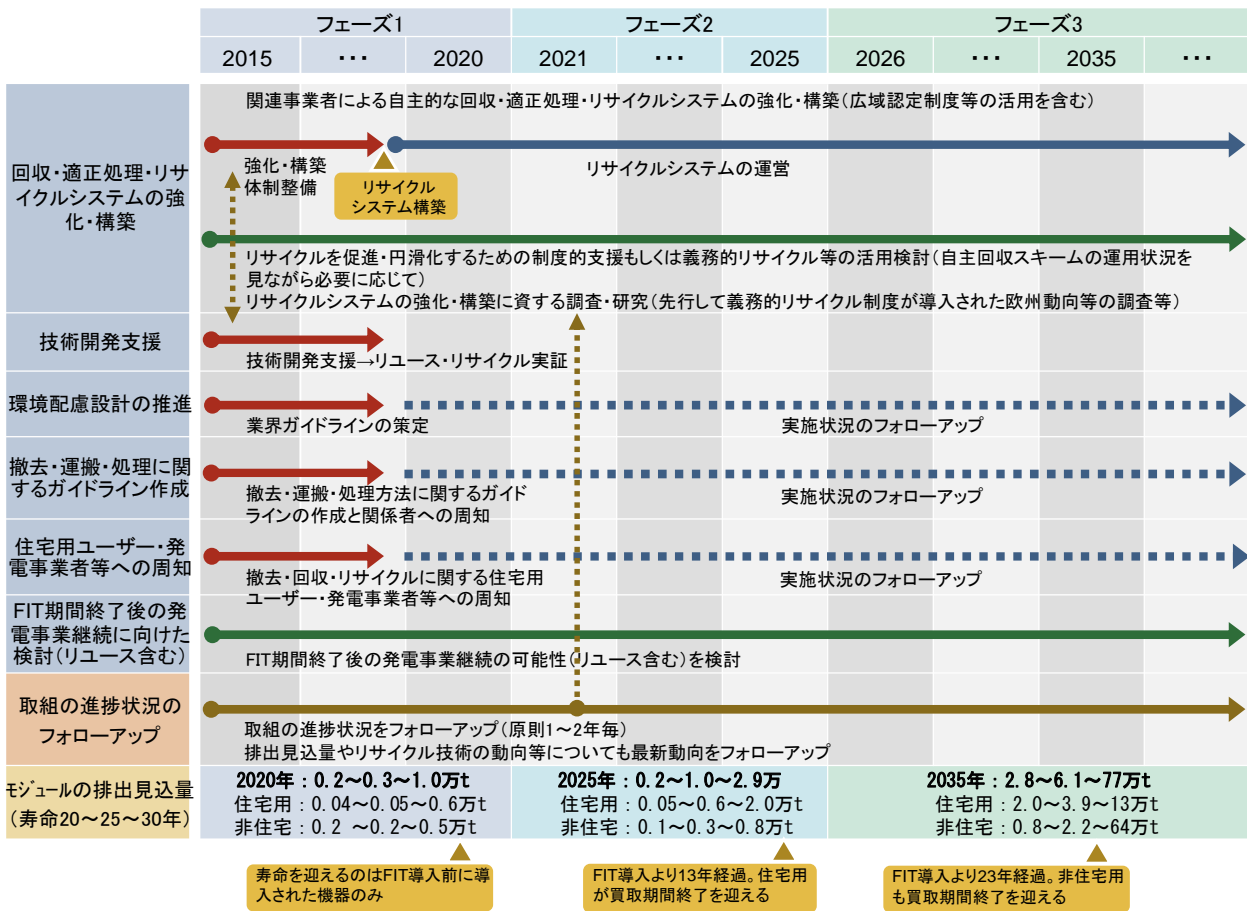 フェーズ1
フェーズ2
フェーズ3
2015
･･･
2020
2021
･･･
2025
2026
･･･
2035
･･･
回収・適正処理・リサ
イクルシステムの強
化・構築
関連事業者による自主的な回収・適正処理・リサイクルシステムの強化・構築(広域認定制度等の活用を含む)
強化・構築
体制整備
リサイクル
システム構築
リサイクルシステムの運営
リサイクルを促進・円滑化するための制度的支援もしくは義務的リサイクル等の活用検討(自主回収スキームの運用状況を
見ながら必要に応じて)
リサイクルシステムの強化・構築に資する調査・研究(先行して義務的リサイクル制度が導入された欧州動向等の調査等)
技術開発支援
技術開発支援→リユース・リサイクル実証
環境配慮設計の推進
業界ガイドラインの策定
実施状況のフォローアップ
撤去・運搬・処理に関
するガイドライン作成
撤去・運搬・処理方法に関するガイド
ラインの作成と関係者への周知
実施状況のフォローアップ
住宅用ユーザー・発
電事業者等への周知
撤去・回収・リサイクルに関する住宅用
ユーザー・発電事業者等への周知
実施状況のフォローアップ
FIT期間終了後の発
電事業継続に向けた
検討(リユース含む)
FIT期間終了後の発電事業継続の可能性(リユース含む)を検討
取組の進捗状況の
フォローアップ
取組の進捗状況をフォローアップ(原則1～2年毎)
排出見込量やリサイクル技術の動向等についても最新動向をフォローアップ
ﾓｼﾞｭｰﾙの排出見込量
(寿命20～25～30年)
2020年：0.2～0.3～1.0万t
住宅用：0.04～0.05～0.6万t
非住宅：0.2 ～0.2～0.5万t
2025年：0.2～1.0～2.9万
住宅用：0.05～0.6～2.0万t
非住宅：0.1～0.3～0.8万t
2035年：2.8～6.1～77万t
住宅用：2.0～3.9～13万t
非住宅：0.8～2.2～64万t
寿命を迎えるのはFIT導入前に導
入された機器のみ
FIT導入より13年経過。住宅用
が買取期間終了を迎える
FIT導入より23年経過。非住宅用
も買取期間終了を迎える